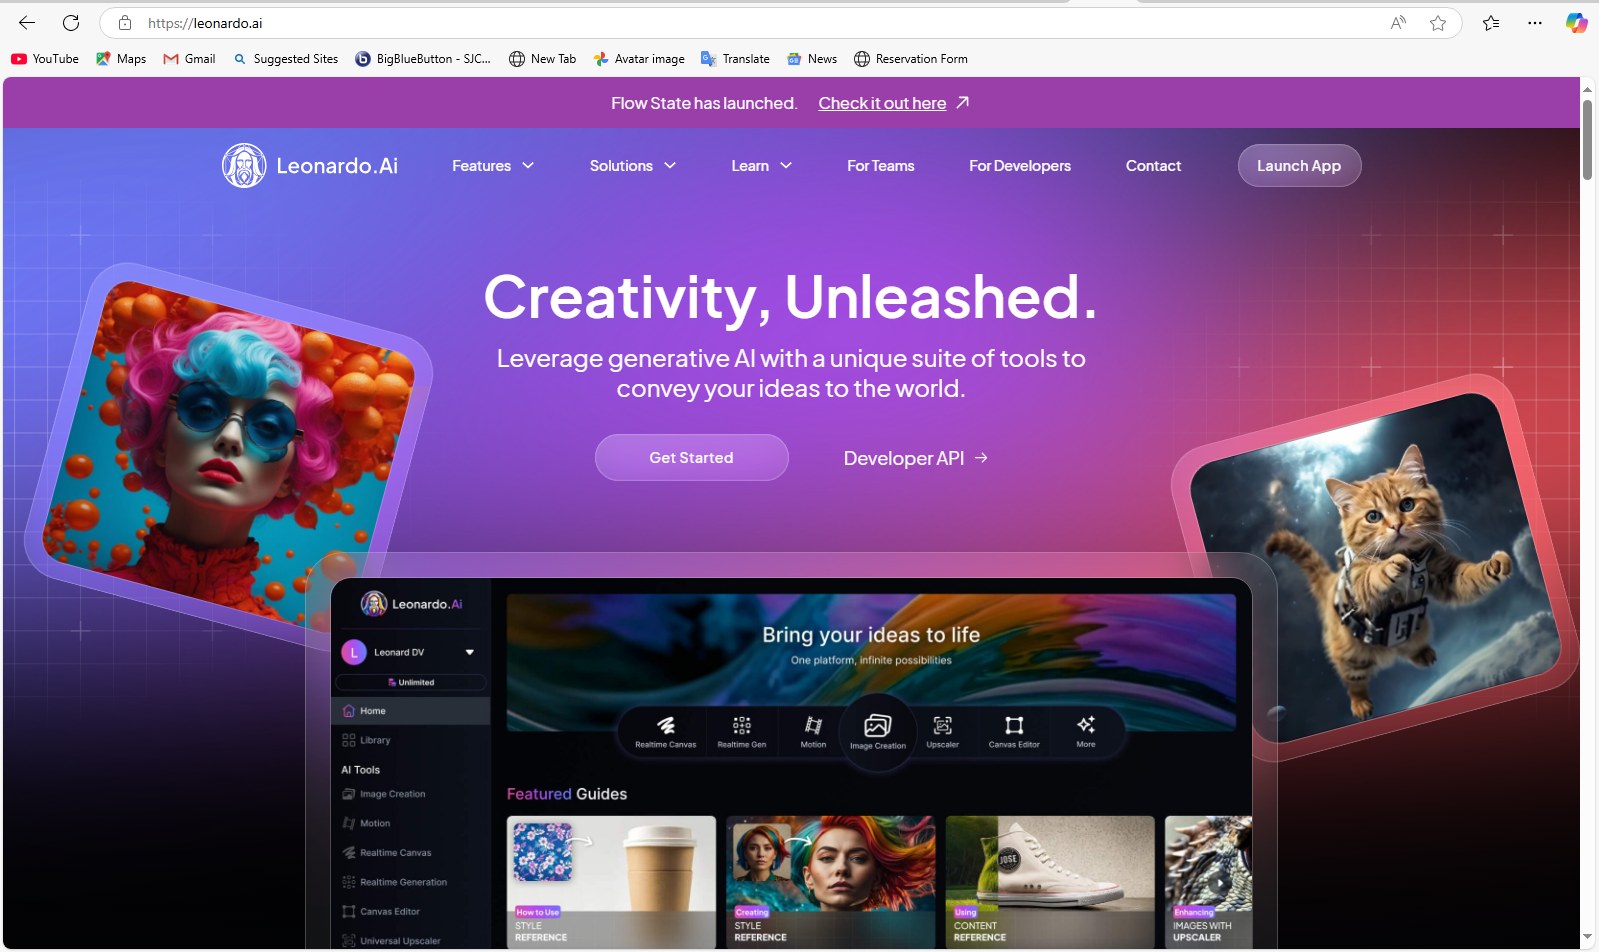 https://leonardo.ai
YouTube Maps Gmail Suggested Sites BigBlueButton - SJC... New Tab Avatar image Translate News Reservation Form
Flow State has launched. Check it out here
Leonardo.Ai Features Solutions Learn For Teams For Developers Contact Launch App
Creativity, Unleashed.
Leverage generative AI with a unique suite of tools to
convey your ideas to the world.
Get Started Developer API
Leonardo.Ai
L Leonard DV
Unlimited
Home
Library
AI Tools
Image Creation
Motion
Realtime Canvas
Realtime Generation
Canvas Editor
Universal Upscaler
Bring your ideas to life
One platform, infinite possibilities
Realtime Canvas Realtime Gen Motion Image Creation Upscaler Canvas Editor More
Featured Guides
How to Use
STYLE
REFERENCE
Creating
STYLE
REFERENCE
JOSE
Using
CONTENT
REFERENCE
Enhancing
IMAGES WITH
UPSCALER